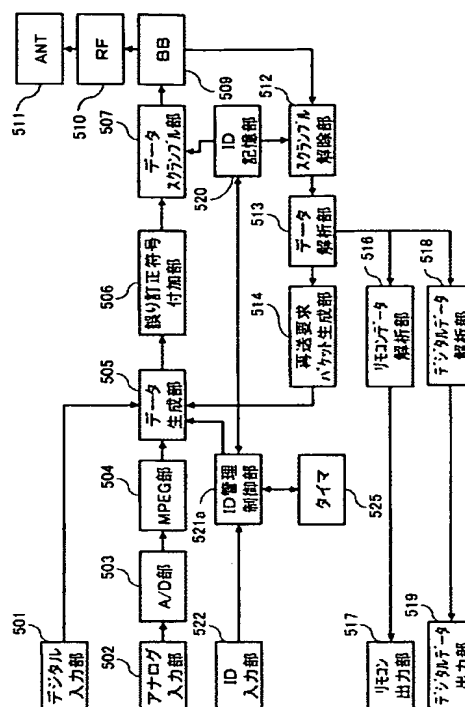 501
デジタル
入力部
502
アナログ
入力部
503
A/D部
504
MPEG部
505
データ
生成部
506
誤り訂正符号
付加部
507
データ
スクランブル部
509
BB
510
RF
511
ANT
522
ID
入力部
521a
ID管理
制御部
525
タイマ
520
ID
記憶部
512
スクランブル
解除部
513
データ
解析部
514
再送要求
パケット生成部
516
リモコンデータ
解析部
517
リモコン
出力部
518
デジタルデータ
解析部
519
デジタルデータ
出力部